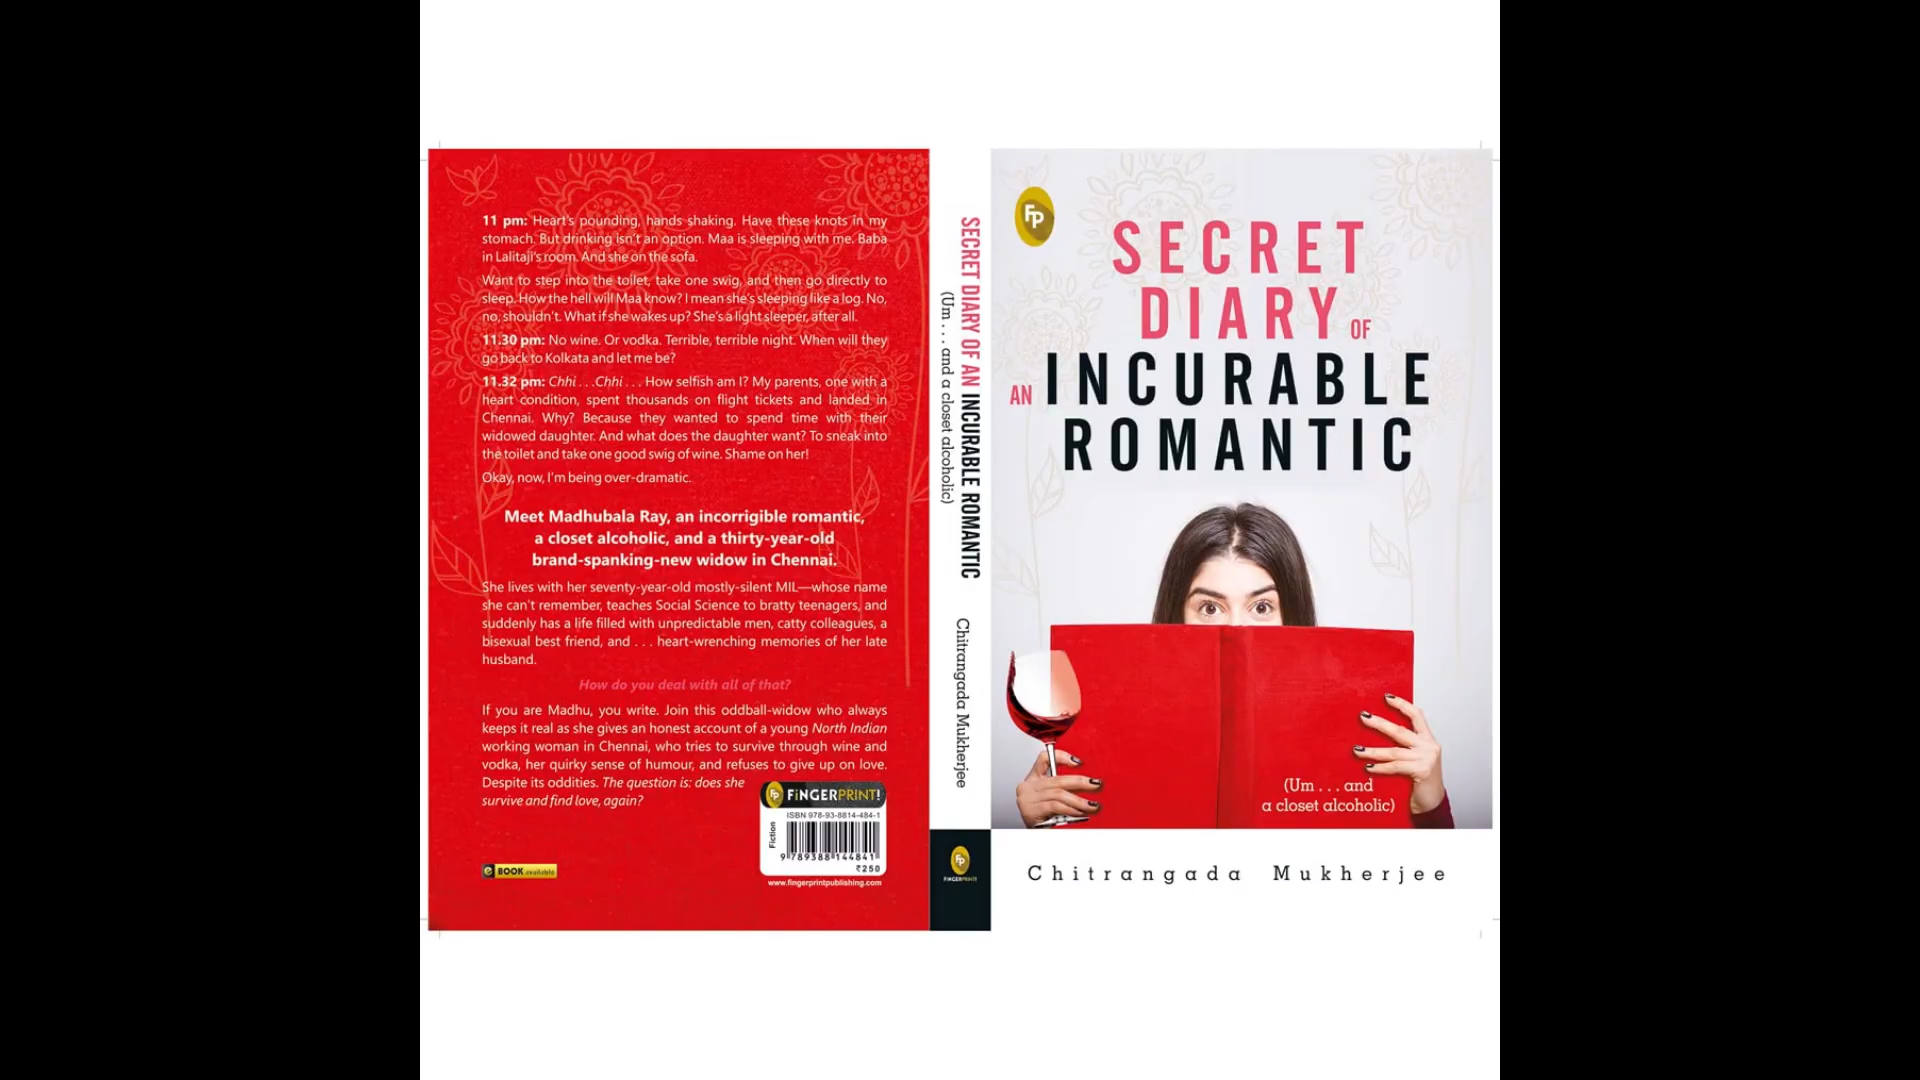 11 pm: Heart's pounding, hands shaking. Have these knots in my
stomach. But drinking isn't an option. Maa is sleeping with me. Baba
in Lalitaji's room. And she on the sofa.
Want to step into the toilet, take one swig, and then go directly to
sleep. How the hell will Maa know? I mean she's sleeping like a log. No,
no, shouldn't. What if she wakes up? She's a light sleeper, after all.
11.30 pm: No wine. Or vodka. Terrible, terrible night. When will they
go back to Kolkata and let me be?
11.32 pm: Chhi . . .Chhi . . . How selfish am I? My parents, one with a
heart condition, spent thousands on flight tickets and landed in
Chennai. Why? Because they wanted to spend time with their
widowed daughter. And what does the daughter want? To sneak into
the toilet and take one good swig of wine. Shame on her!
Okay, now, I'm being over-dramatic.
Meet Madhubala Ray, an incorrigible romantic,
a closet alcoholic, and a thirty-year-old
brand-spanking-new widow in Chennai.
She lives with her seventy-year-old mostly-silent MIL—whose name
she can't remember, teaches Social Science to bratty teenagers, and
suddenly has a life filled with unpredictable men, catty colleagues, a
bisexual best friend, and . . . heart-wrenching memories of her late
husband.
How do you deal with all of that?
If you are Madhu, you write. Join this oddball-widow who always
keeps it real as she gives an honest account of a young North Indian
working woman in Chennai, who tries to survive through wine and
vodka, her quirky sense of humour, and refuses to give up on love.
Despite its oddities. The question is: does she
survive and find love, again?
FP FiNGERPRINT!
ISBN 978-93-8814-484-1
Fiction
9 789388 144841
₹250
www.fingerprintpublishing.com
e BOOK available
SECRET DIARY OF AN INCURABLE ROMANTIC
(Um . . . and a closet alcoholic)
Chitrangada Mukherjee
FP
FiNGERPRINT!
FP
SECRET
DIARY OF
AN INCURABLE
ROMANTIC
(Um . . . and
a closet alcoholic)
Chitrangada Mukherjee